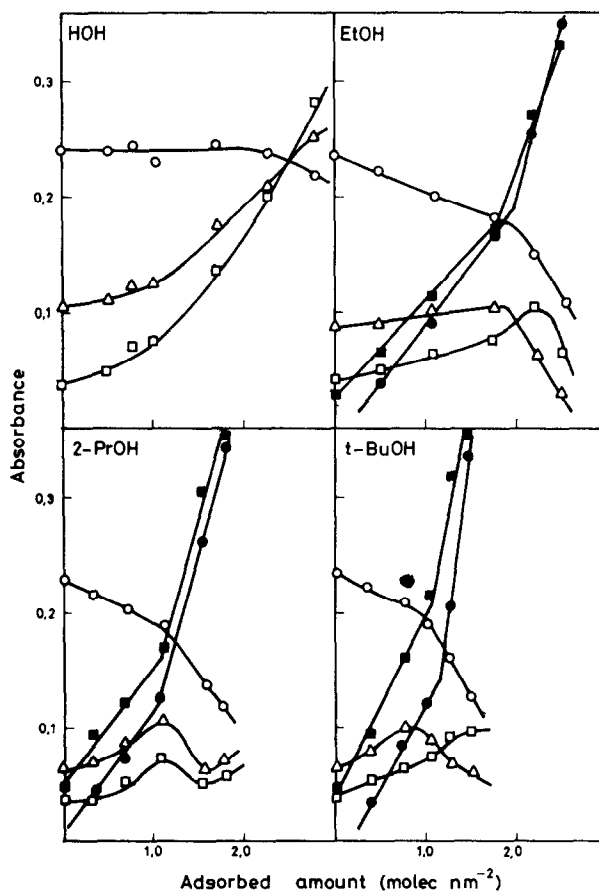 HOH
EtOH
0,3
0,2
0,1
Absorbance
2-PrOH
t-BuOH
0,3
0,2
0,1
1,0
2,0
1,0
2,0
Adsorbed amount (molec nm⁻²)